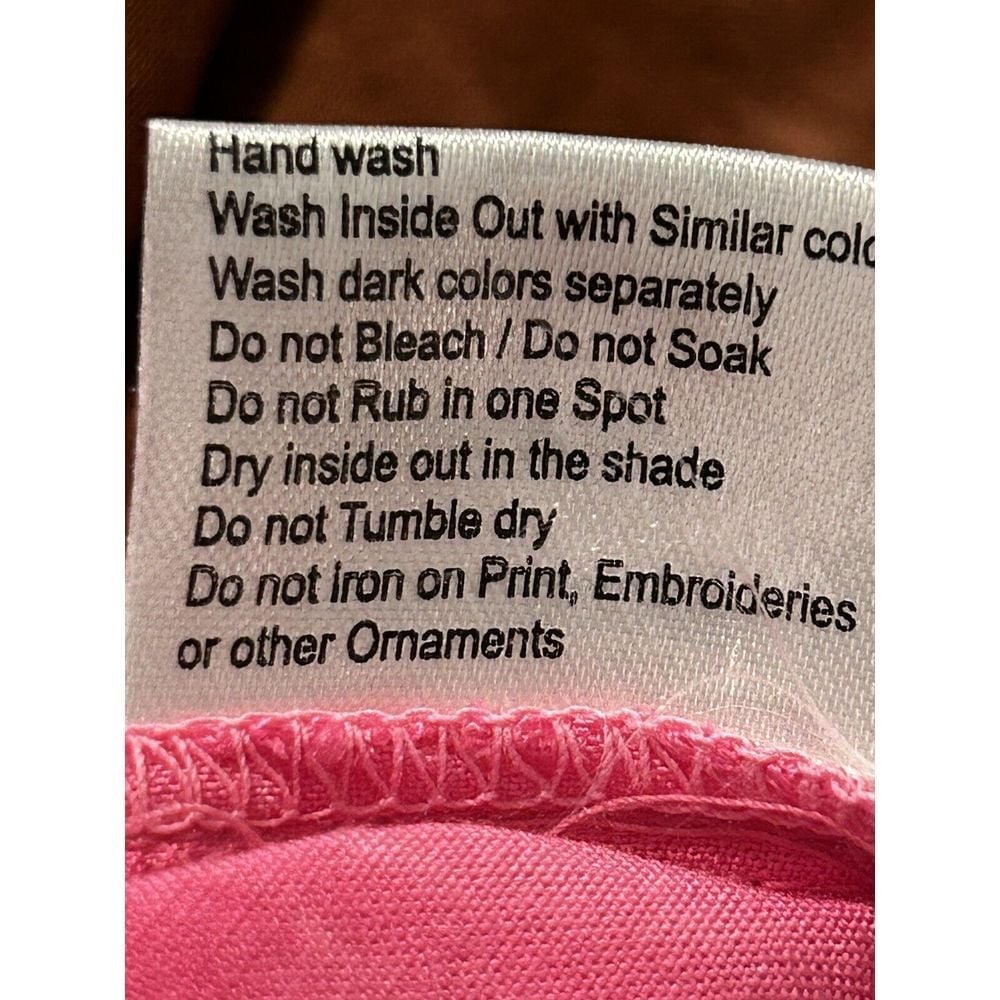 Hand wash
Wash Inside Out with Similar colo
Wash dark colors separately
Do not Bleach / Do not Soak
Do not Rub in one Spot
Dry inside out in the shade
Do not Tumble dry
Do not Iron on Print, Embroideries
or other Ornaments